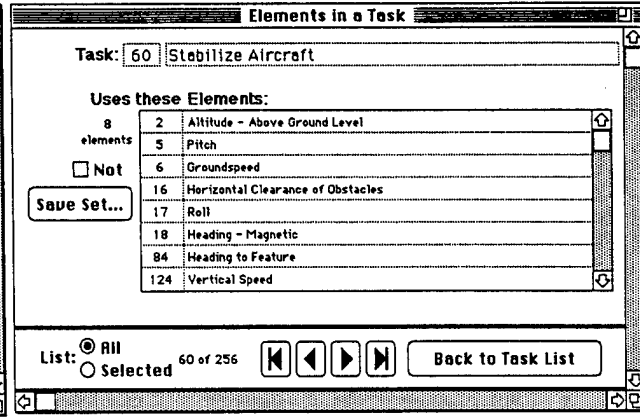 Elements in a Task
Task: 60 Stabilize Aircraft
Uses these Elements:
8 elements
Not
Save Set...
2 Altitude - Above Ground Level
5 Pitch
6 Groundspeed
16 Horizontal Clearance of Obstacles
17 Roll
18 Heading - Magnetic
84 Heading to Feature
124 Vertical Speed
List: All
Selected
60 of 256
Back to Task List